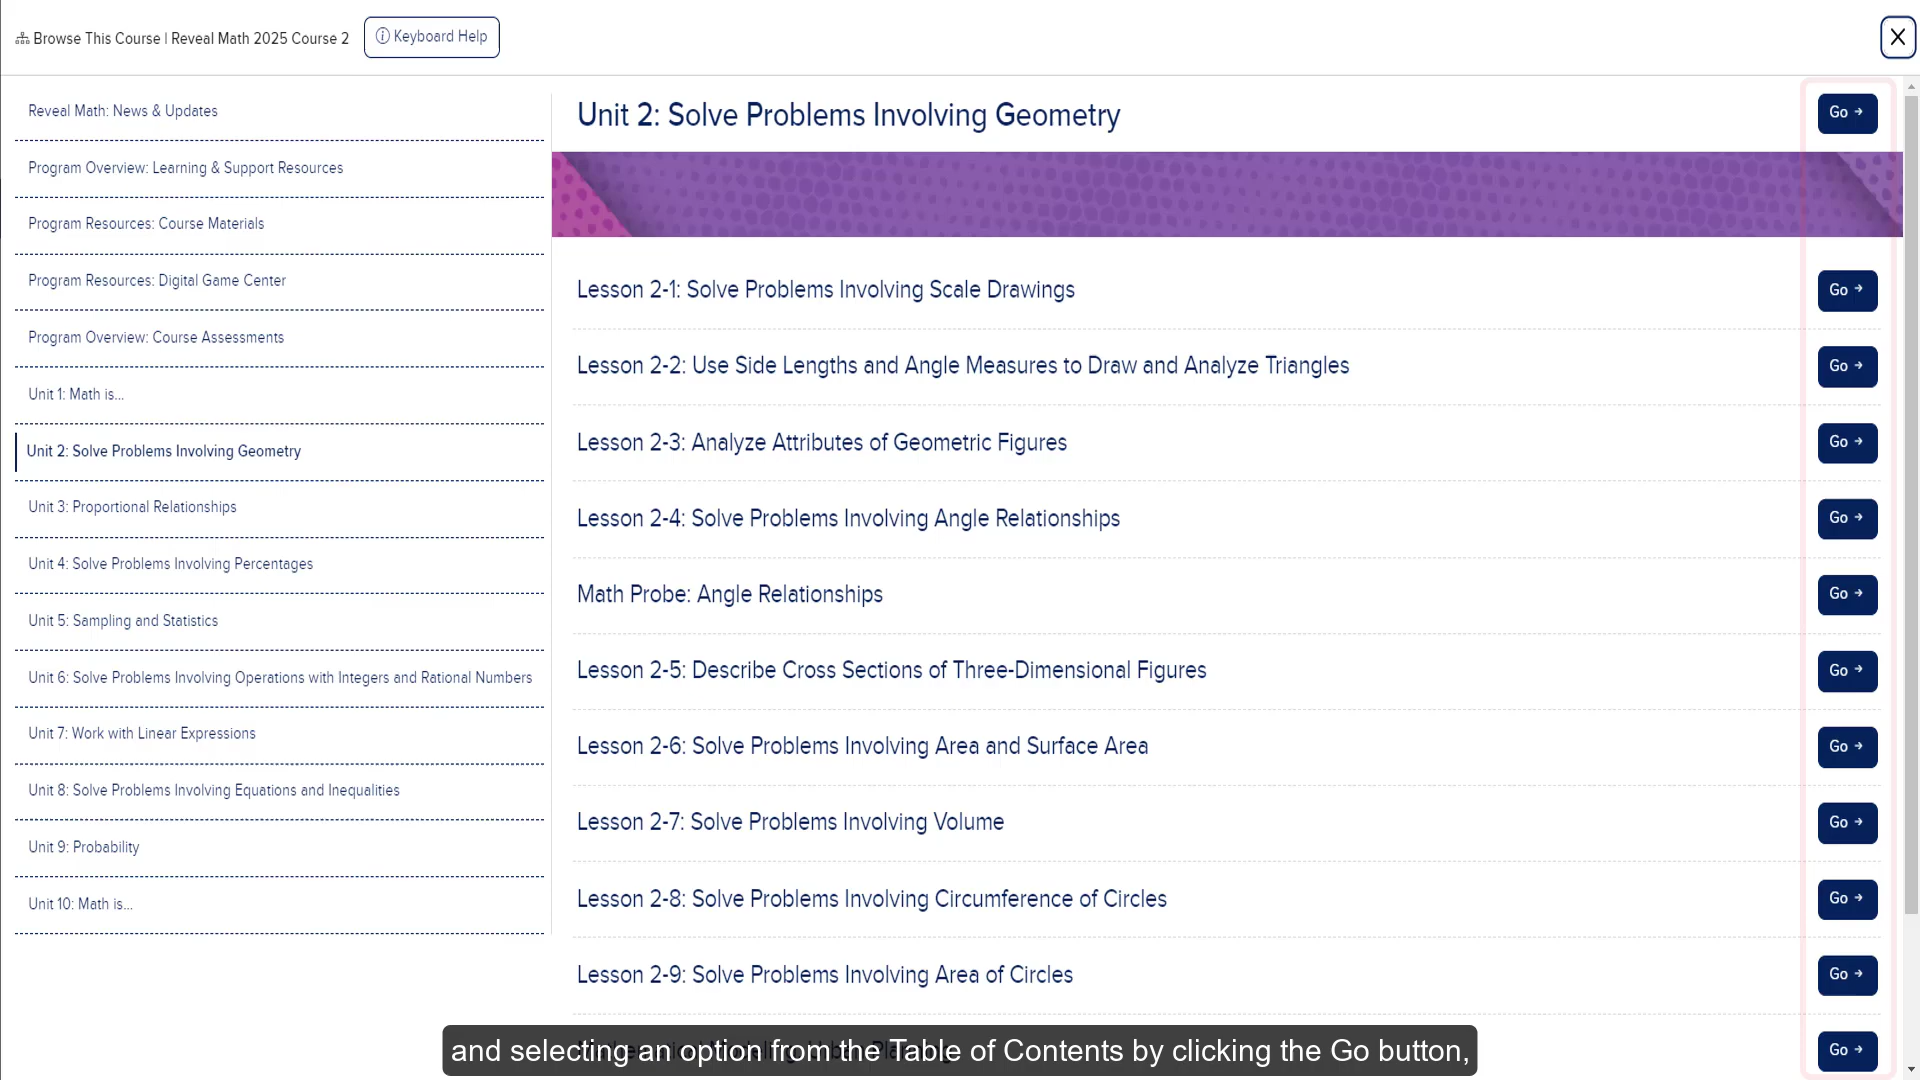 Browse This Course | Reveal Math 2025 Course 2
Keyboard Help
X
Reveal Math: News & Updates
Program Overview: Learning & Support Resources
Program Resources: Course Materials
Program Resources: Digital Game Center
Program Overview: Course Assessments
Unit 1: Math is...
Unit 2: Solve Problems Involving Geometry
Unit 3: Proportional Relationships
Unit 4: Solve Problems Involving Percentages
Unit 5: Sampling and Statistics
Unit 6: Solve Problems Involving Operations with Integers and Rational Numbers
Unit 7: Work with Linear Expressions
Unit 8: Solve Problems Involving Equations and Inequalities
Unit 9: Probability
Unit 10: Math is...
Unit 2: Solve Problems Involving Geometry
Go →
Lesson 2-1: Solve Problems Involving Scale Drawings
Go →
Lesson 2-2: Use Side Lengths and Angle Measures to Draw and Analyze Triangles
Go →
Lesson 2-3: Analyze Attributes of Geometric Figures
Go →
Lesson 2-4: Solve Problems Involving Angle Relationships
Go →
Math Probe: Angle Relationships
Go →
Lesson 2-5: Describe Cross Sections of Three-Dimensional Figures
Go →
Lesson 2-6: Solve Problems Involving Area and Surface Area
Go →
Lesson 2-7: Solve Problems Involving Volume
Go →
Lesson 2-8: Solve Problems Involving Circumference of Circles
Go →
Lesson 2-9: Solve Problems Involving Area of Circles
Go →
Go →
and selecting an option from the Table of Contents by clicking the Go button,